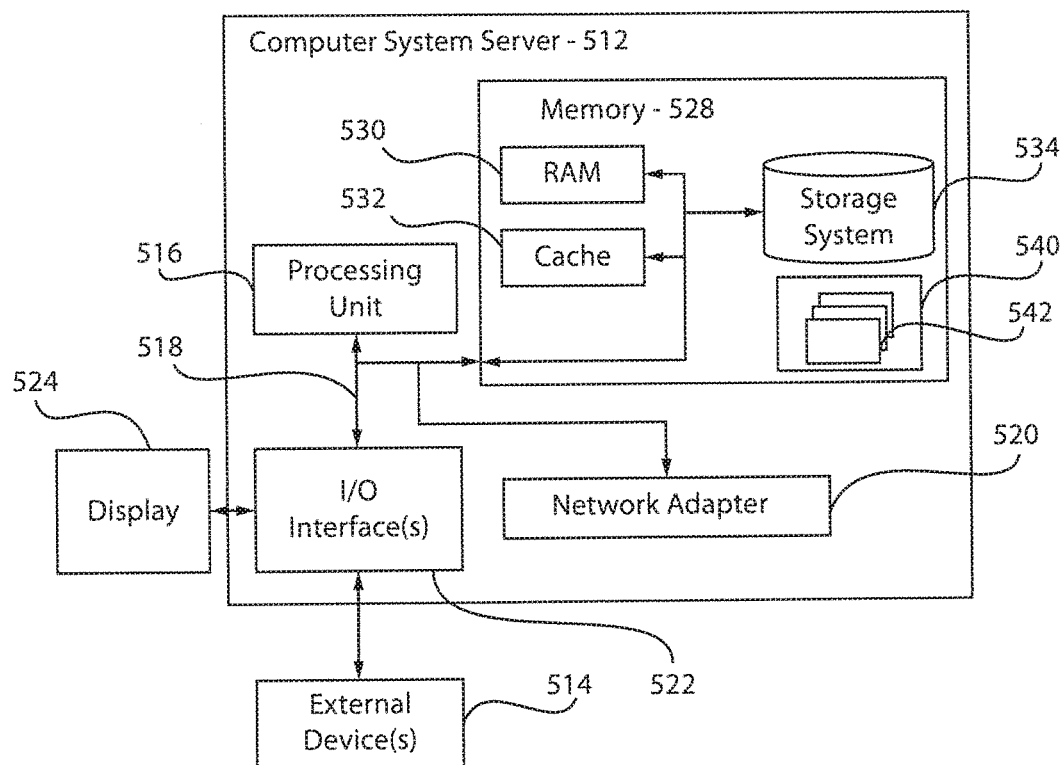 Computer System Server - 512
Memory - 528
530
RAM
532
Cache
534
Storage
System
540
542
516
Processing
Unit
518
524
Display
I/O
Interface(s)
520
Network Adapter
514
522
External
Device(s)